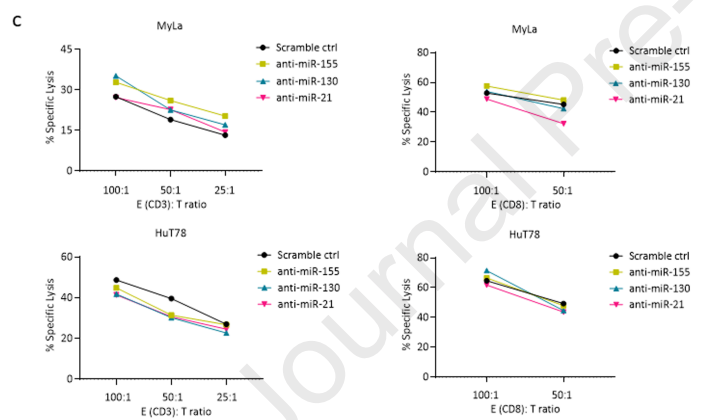 C
MyLa
45
30
15
0
% Specific Lysis
100:1 50:1 25:1
E (CD3): T ratio
Scramble ctrl
anti-miR-155
anti-miR-130
anti-miR-21
MyLa
80
60
40
20
0
% Specific Lysis
100:1 50:1
E (CD8): T ratio
Scramble ctrl
anti-miR-155
anti-miR-130
anti-miR-21
HuT78
60
40
20
0
% Specific Lysis
100:1 50:1 25:1
E (CD3): T ratio
Scramble ctrl
anti-miR-155
anti-miR-130
anti-miR-21
HuT78
80
60
40
20
0
% Specific Lysis
100:1 50:1
E (CD8): T ratio
Scramble ctrl
anti-miR-155
anti-miR-130
anti-miR-21
Journal Pre-